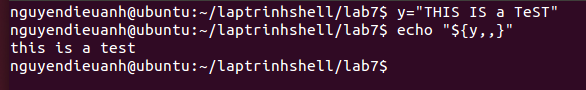 nguyendieuanh@ubuntu:~/laptrinhshell/lab7$ y="THIS IS a TeST"
nguyendieuanh@ubuntu:~/laptrinhshell/lab7$ echo "${y,,}"
this is a test
nguyendieuanh@ubuntu:~/laptrinhshell/lab7$